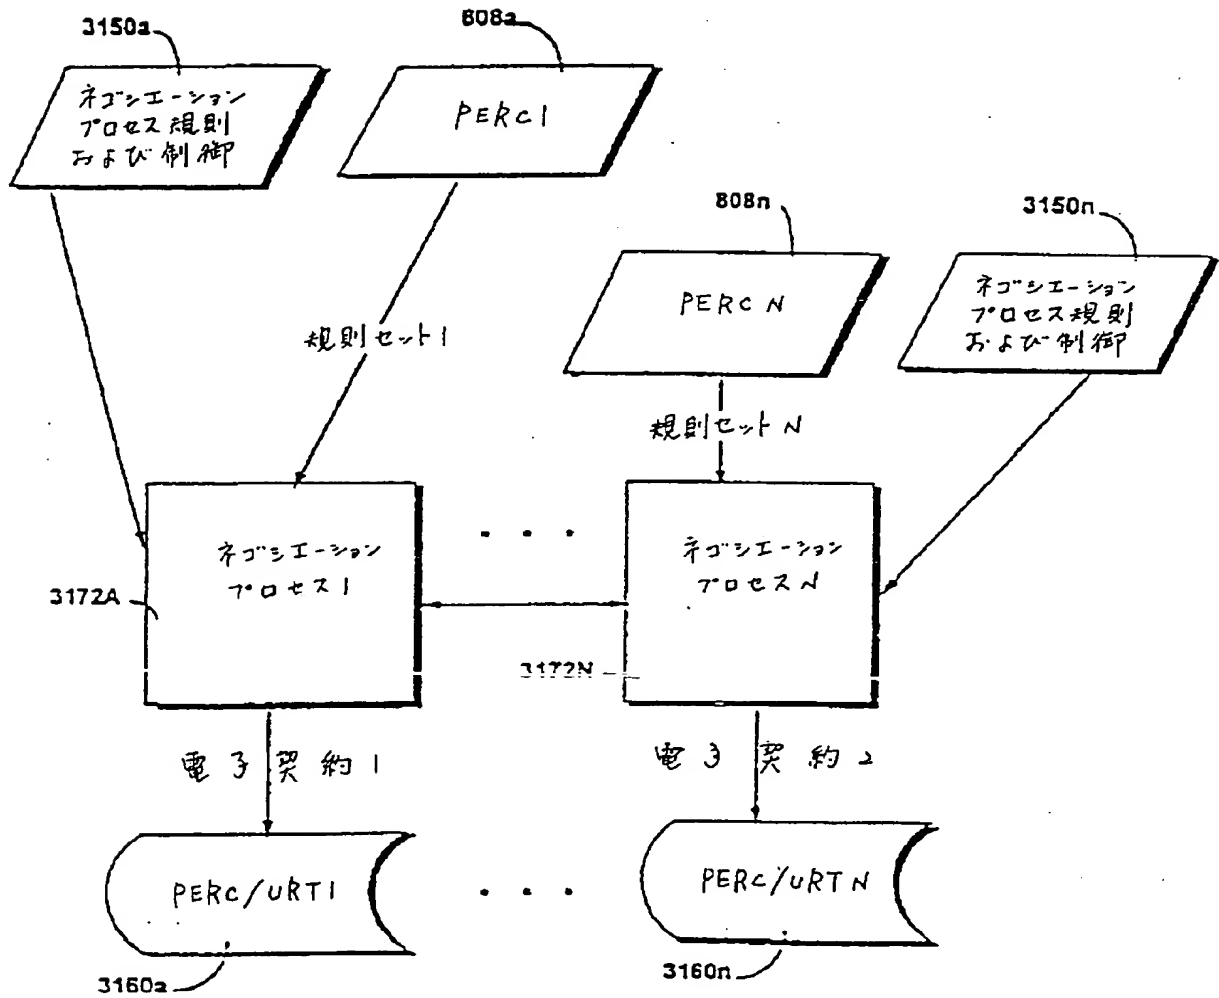 3150a
808a
ネゴシエーション
プロセス規則
および制御
PERC1
808n
3150n
PERC N
ネゴシエーション
プロセス規則
および制御
規則セット1
規則セットN
ネゴシエーション
プロセス1
ネゴシエーション
プロセスN
3172A
3172N
電子契約1
電子契約2
PERC/URT1
PERC/URT N
3160a
3160n